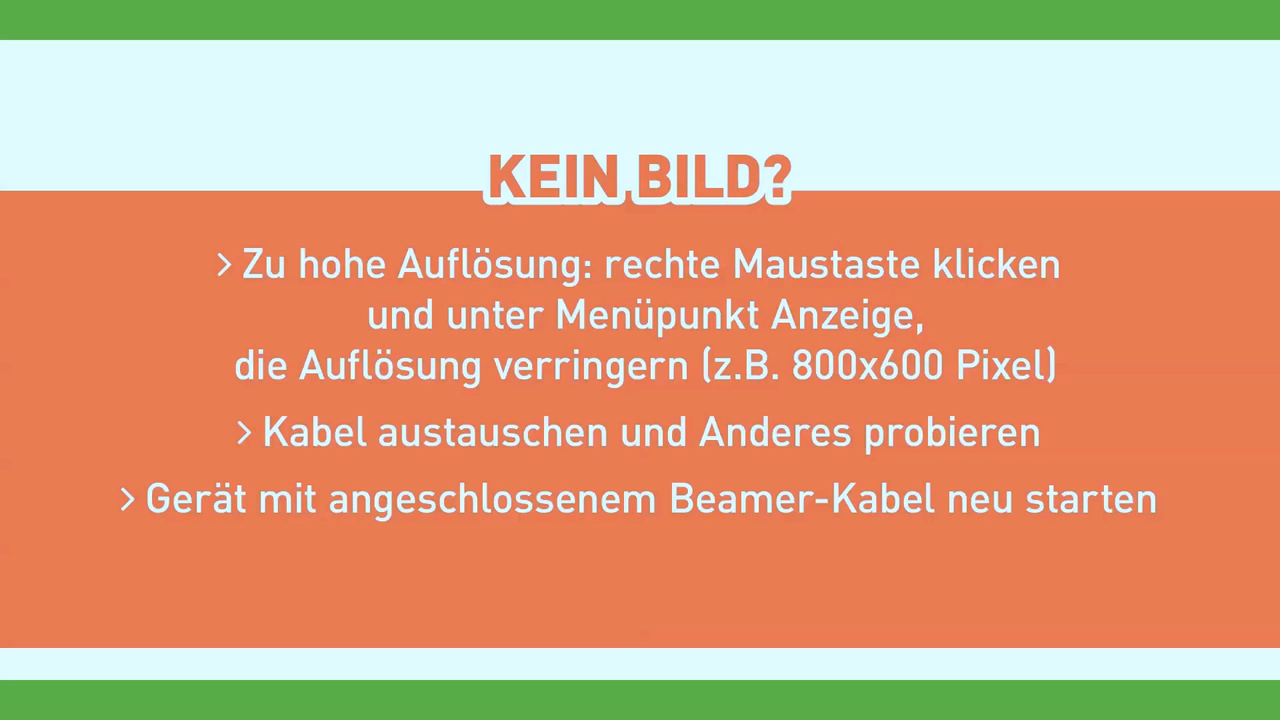 KEIN BILD?
> Zu hohe Auflösung: rechte Maustaste klicken
und unter Menüpunkt Anzeige,
die Auflösung verringern (z.B. 800x600 Pixel)
> Kabel austauschen und Anderes probieren
> Gerät mit angeschlossenem Beamer-Kabel neu starten